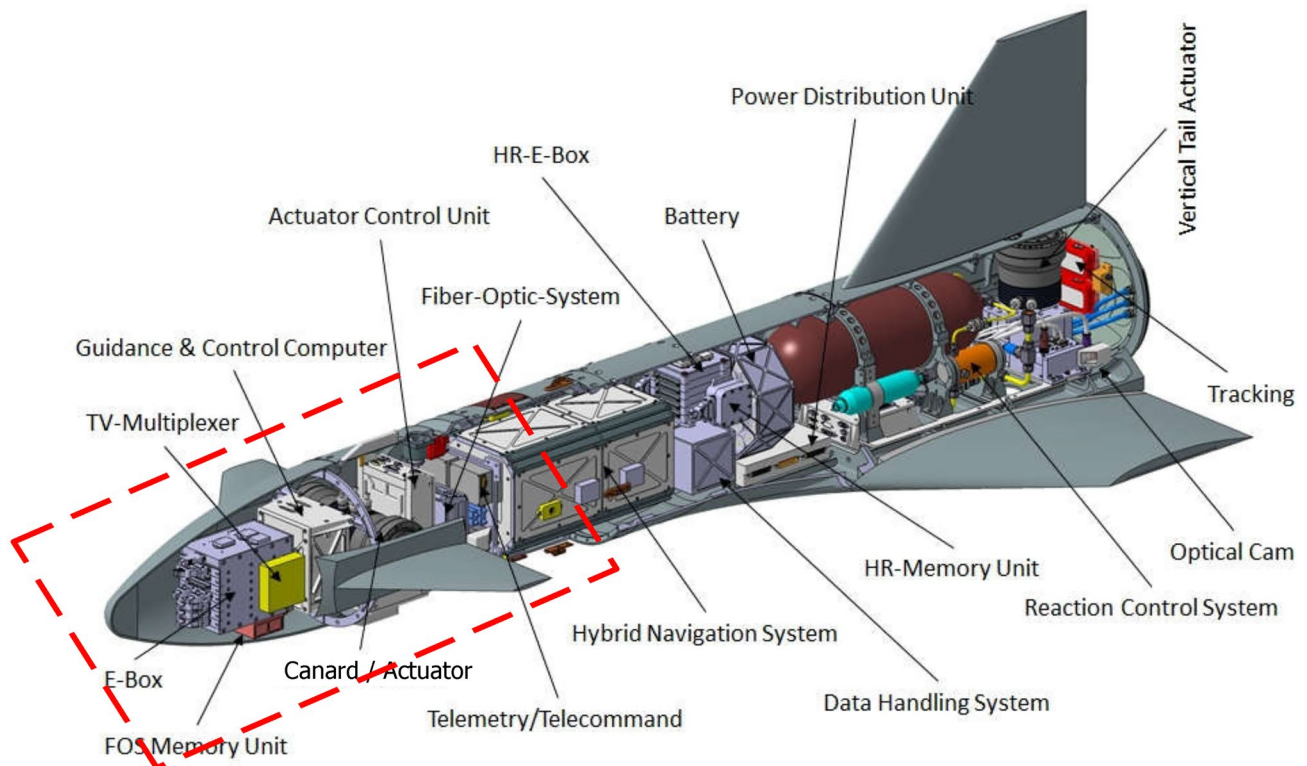 Power Distribution Unit
Vertical Tail Actuator
HR-E-Box
Actuator Control Unit
Battery
Fiber-Optic-System
Guidance & Control Computer
TV-Multiplexer
Tracking
Optical Cam
HR-Memory Unit
Reaction Control System
Hybrid Navigation System
E-Box
Canard / Actuator
Data Handling System
Telemetry/Telecommand
FOS Memory Unit